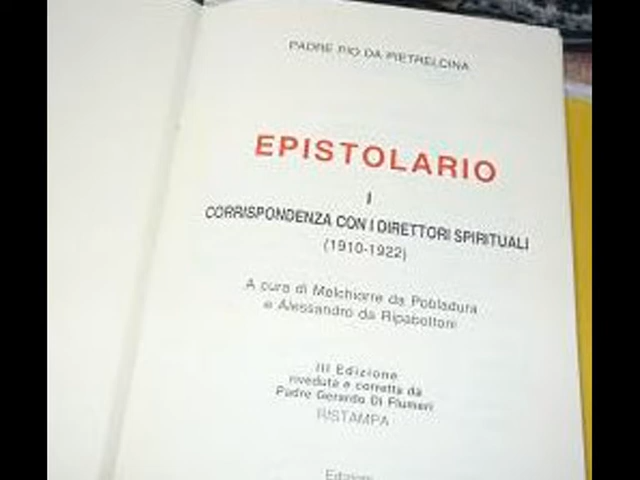 PADRE PIO DA PIETRELCINA
EPISTOLARIO
I
CORRISPONDENZA CON I DIRETTORI SPIRITUALI
(1910-1922)
A cura di Melchiorre da Pobladura
e Alessandro da Ripabottoni
III Edizione
riveduta e corretta da
Padre Gerardo Di Flumeri
RISTAMPA